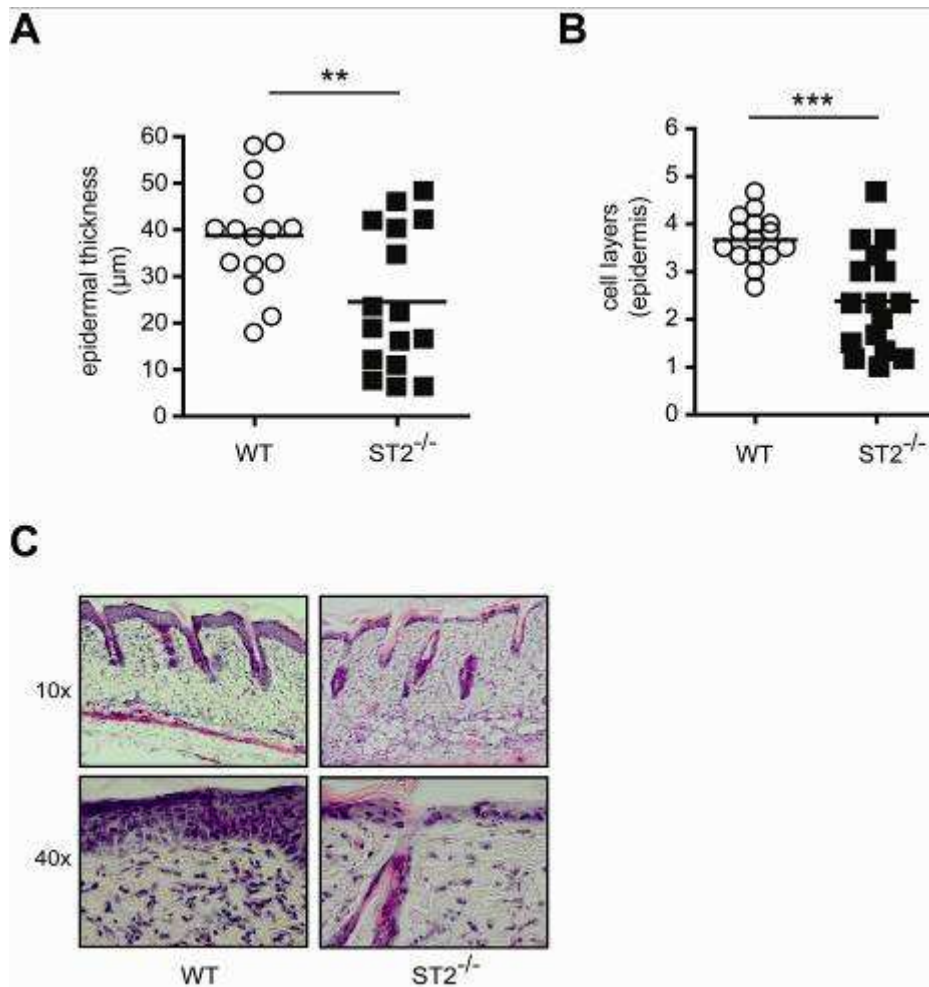 A
**
epidermal thickness
(µm)
60
50
40
30
20
10
0
WT
ST2-/-
B
***
cell layers
(epidermis)
6
5
4
3
2
1
0
WT
ST2-/-
C
10x
40x
WT
ST2-/-